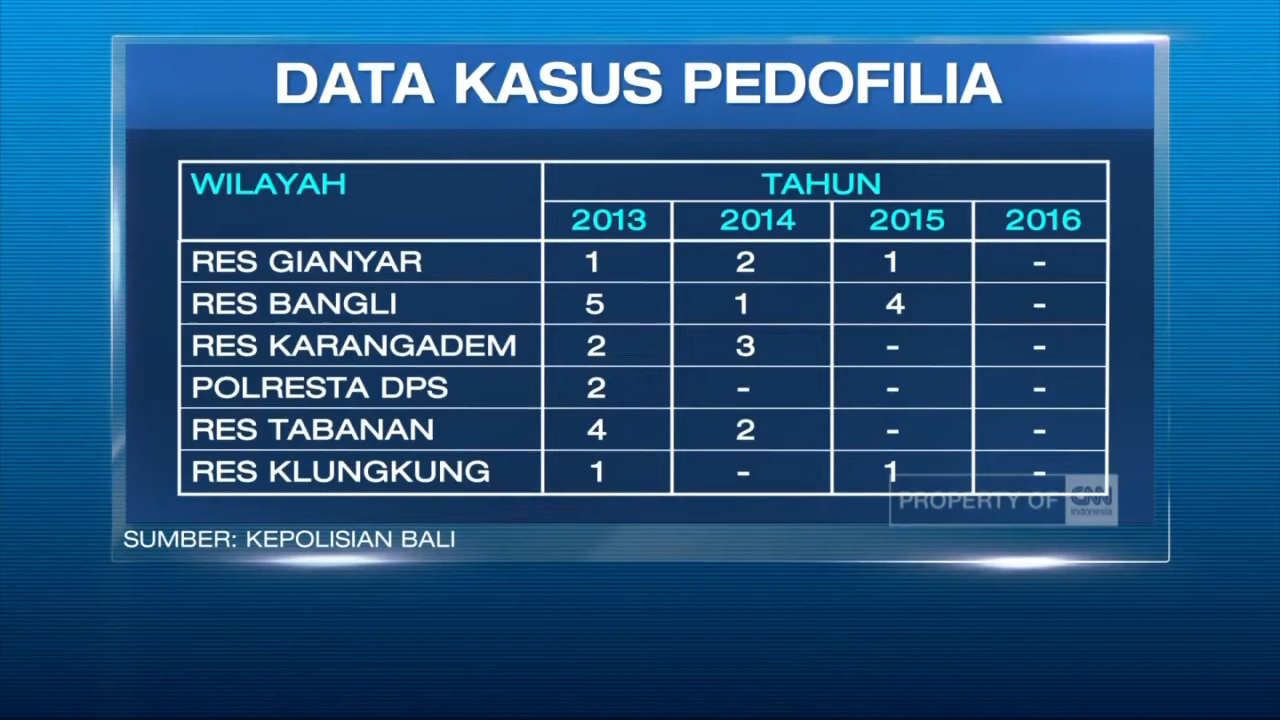 DATA KASUS PEDOFILIA
WILAYAH TAHUN
2013 2014 2015 2016
RES GIANYAR 1 2 1 -
RES BANGLI 5 1 4 -
RES KARANGADEM 2 3 - -
POLRESTA DPS 2 - - -
RES TABANAN 4 2 - -
RES KLUNGKUNG 1 - 1 -
PROPERTY OF CNN Indonesia
SUMBER: KEPOLISIAN BALI